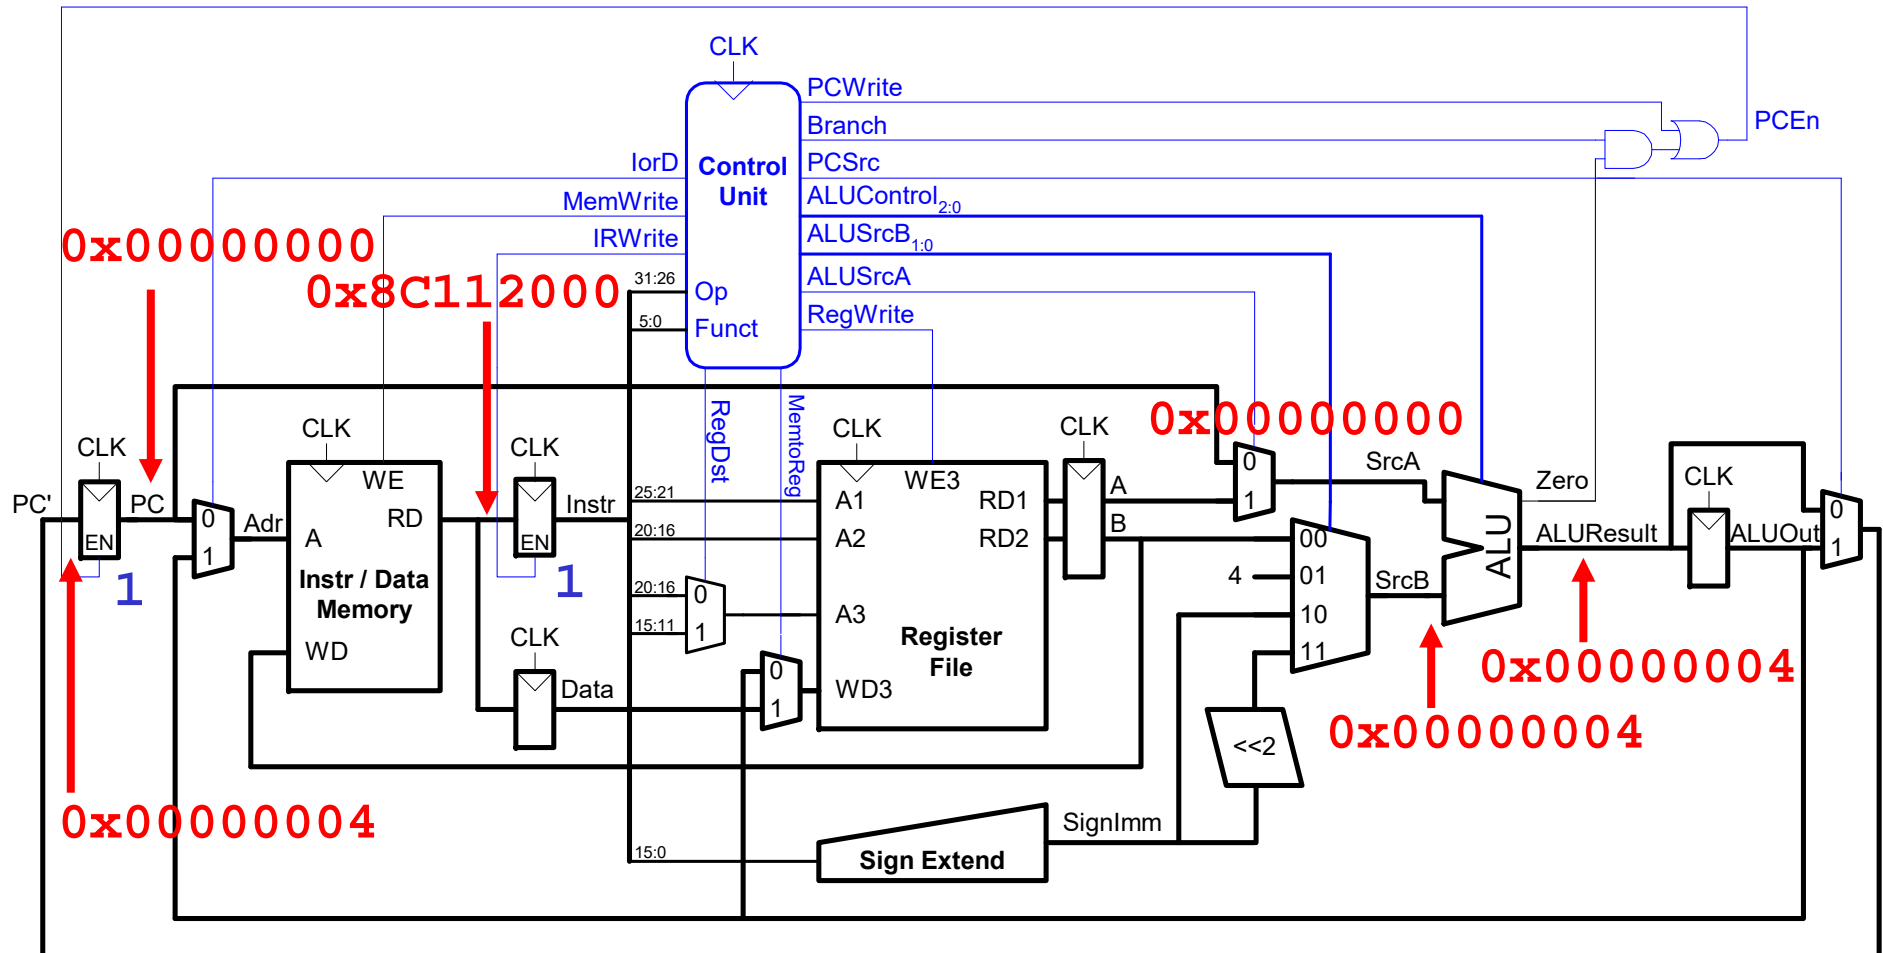 CLK
PCWrite
Branch
PCEn
IorD
Control
Unit
PCSrc
MemWrite
ALUControl2:0
IRWrite
ALUSrcB1:0
0x00000000
0x8C112000
31:26
Op
ALUSrcA
5:0
Funct
RegWrite
RegDst
MemtoReg
0x00000000
CLK
CLK
CLK
CLK
CLK
CLK
PC'
EN
PC
0
1
Adr
WE
A
RD
Instr / Data
Memory
WD
EN
Instr
1
1
25:21
20:16
20:16
15:11
0
1
A1
A2
A3
WE3
RD1
RD2
Register
File
WD3
A
B
0
1
SrcA
00
4
01
10
11
SrcB
ALU
Zero
ALUResult
ALUOut
0
1
CLK
Data
0
1
0x00000004
0x00000004
<<2
0x00000004
SignImm
15:0
Sign Extend